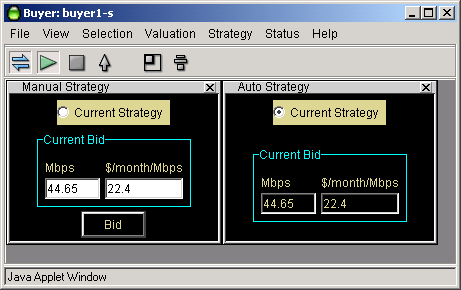 Buyer: buyer1-s
File View Selection Valuation Strategy Status Help
Manual Strategy
Current Strategy
Current Bid
Mbps $/month/Mbps
44.65 22.4
Bid
Auto Strategy
Current Strategy
Current Bid
Mbps $/month/Mbps
44.65 22.4
Java Applet Window